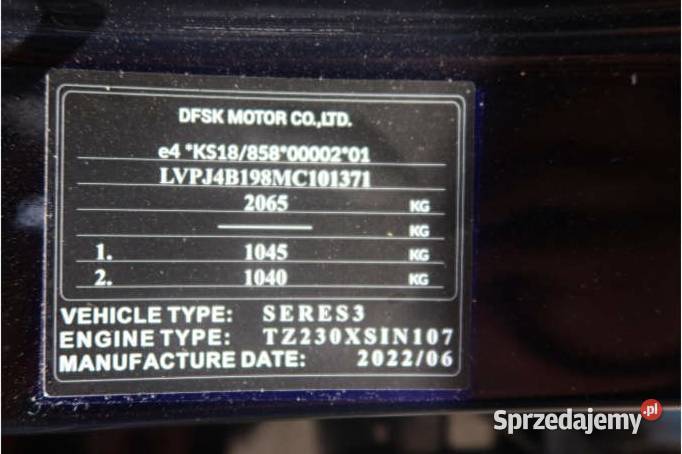 DFSK MOTOR CO.,LTD.
e4 *KS18/858*00002*01
LVPJ4B198MC101371
2065 KG
——— KG
1. 1045 KG
2. 1040 KG
VEHICLE TYPE: SERES3
ENGINE TYPE: TZ230XSIN107
MANUFACTURE DATE: 2022/06
Sprzedajemy.pl